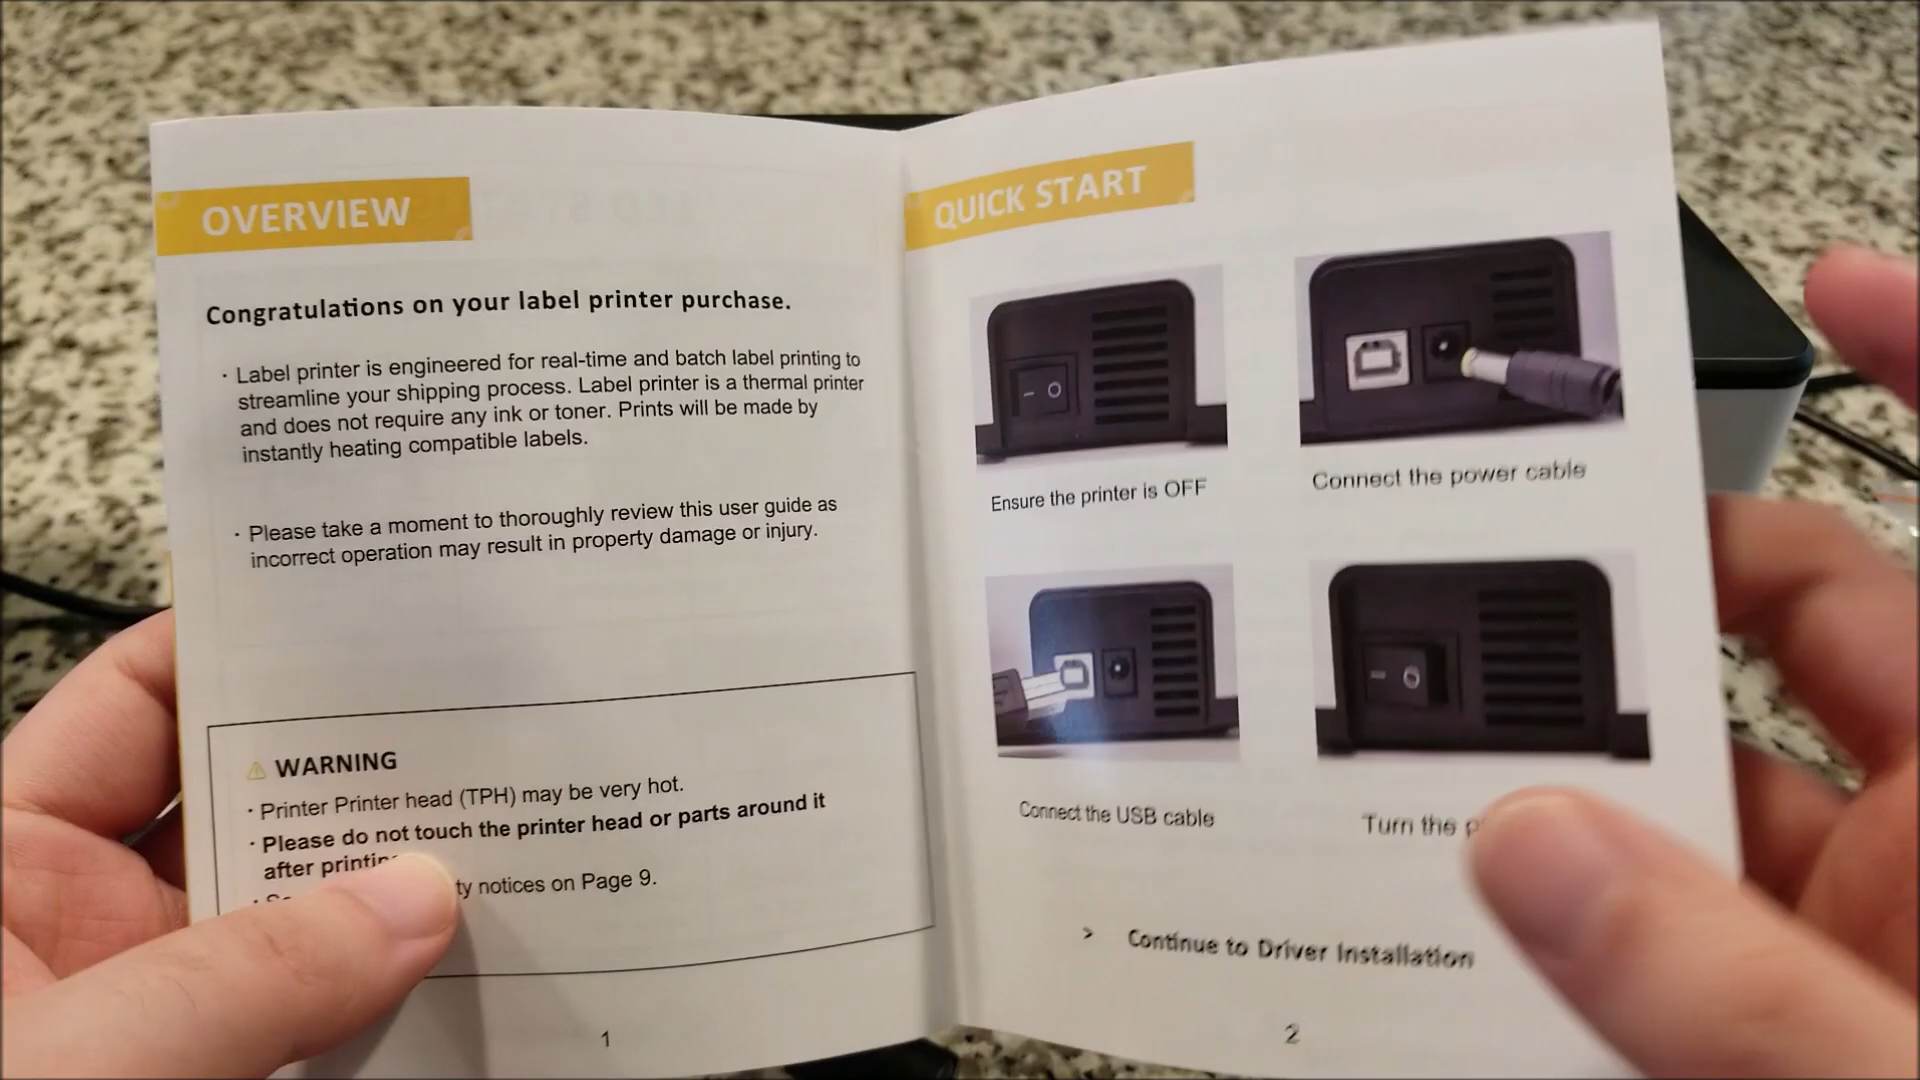 OVERVIEW
Congratulations on your label printer purchase.
· Label printer is engineered for real-time and batch label printing to
streamline your shipping process. Label printer is a thermal printer
and does not require any ink or toner. Prints will be made by
instantly heating compatible labels.
· Please take a moment to thoroughly review this user guide as
incorrect operation may result in property damage or injury.
WARNING
· Printer Printer head (TPH) may be very hot.
· Please do not touch the printer head or parts around it
after
notices on Page 9.
1
QUICK START
Ensure the printer is OFF
Connect the power cable
Connect the USB cable
Turn the
> Continue to Driver Installation
2